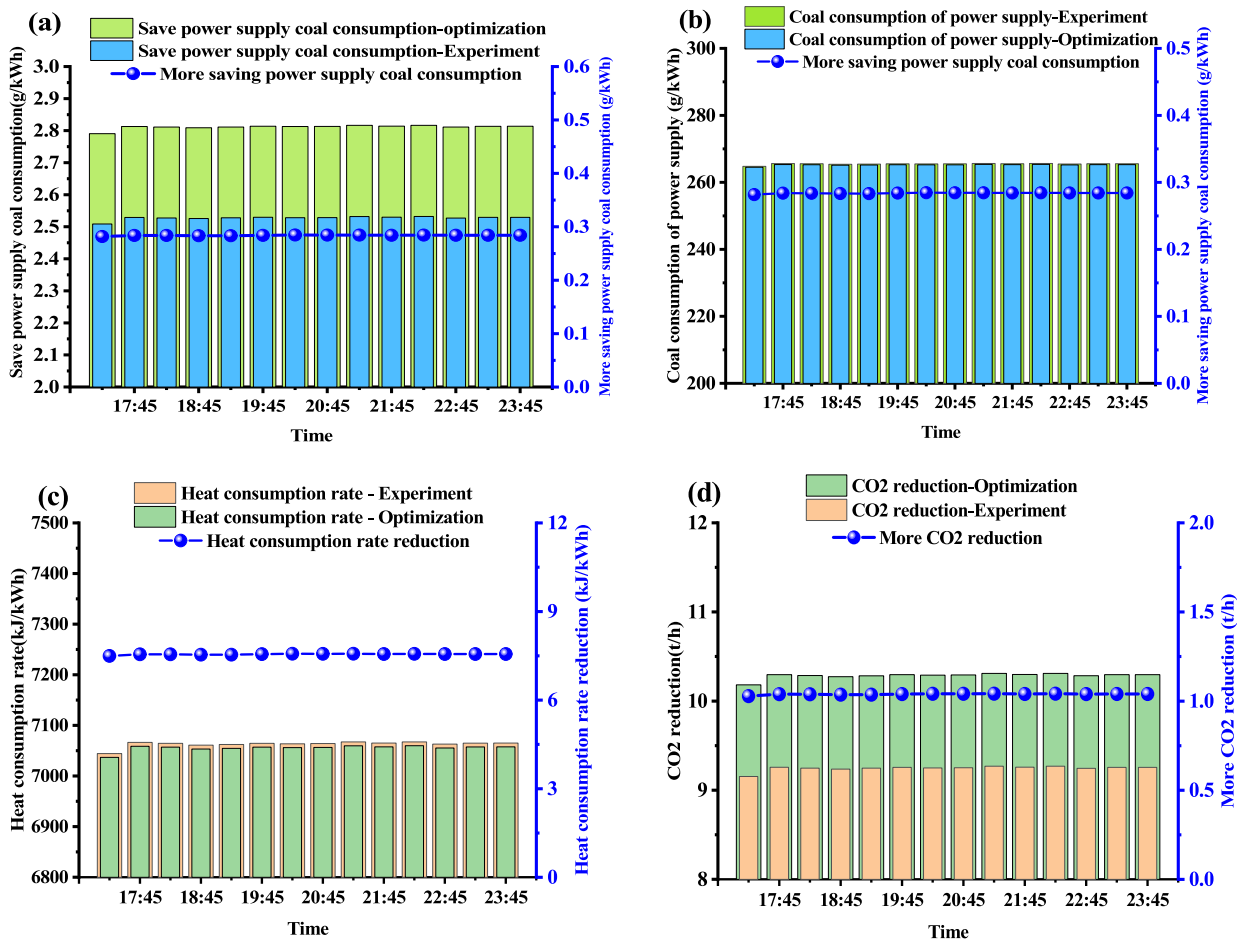 (a)
Save power supply coal consumption-optimization
Save power supply coal consumption-Experiment
More saving power supply coal consumption
Save power supply coal consumption(g/kWh)
3.0
2.9
2.8
2.7
2.6
2.5
2.4
2.3
2.2
2.1
2.0
0.6
0.5
0.4
0.3
0.2
0.1
0.0
More saving power supply coal consumption (g/kWh)
17:45 18:45 19:45 20:45 21:45 22:45 23:45
Time
(b)
Coal consumption of power supply-Experiment
Coal consumption of power supply-Optimization
More saving power supply coal consumption
Coal consumption of power supply (g/kWh)
300
280
260
240
220
200
0.5
0.4
0.3
0.2
0.1
0.0
More saving power supply coal consumption (g/kWh)
17:45 18:45 19:45 20:45 21:45 22:45 23:45
Time
(c)
Heat consumption rate - Experiment
Heat consumption rate - Optimization
Heat consumption rate reduction
Heat consumption rate(kJ/kWh)
7500
7400
7300
7200
7100
7000
6900
6800
12
9
6
3
0
Heat consumption rate reduction (kJ/kWh)
17:45 18:45 19:45 20:45 21:45 22:45 23:45
Time
(d)
CO2 reduction-Optimization
CO2 reduction-Experiment
More CO2 reduction
CO2 reduction(t/h)
12
11
10
9
8
2.0
1.5
1.0
0.5
0.0
More CO2 reduction (t/h)
17:45 18:45 19:45 20:45 21:45 22:45 23:45
Time